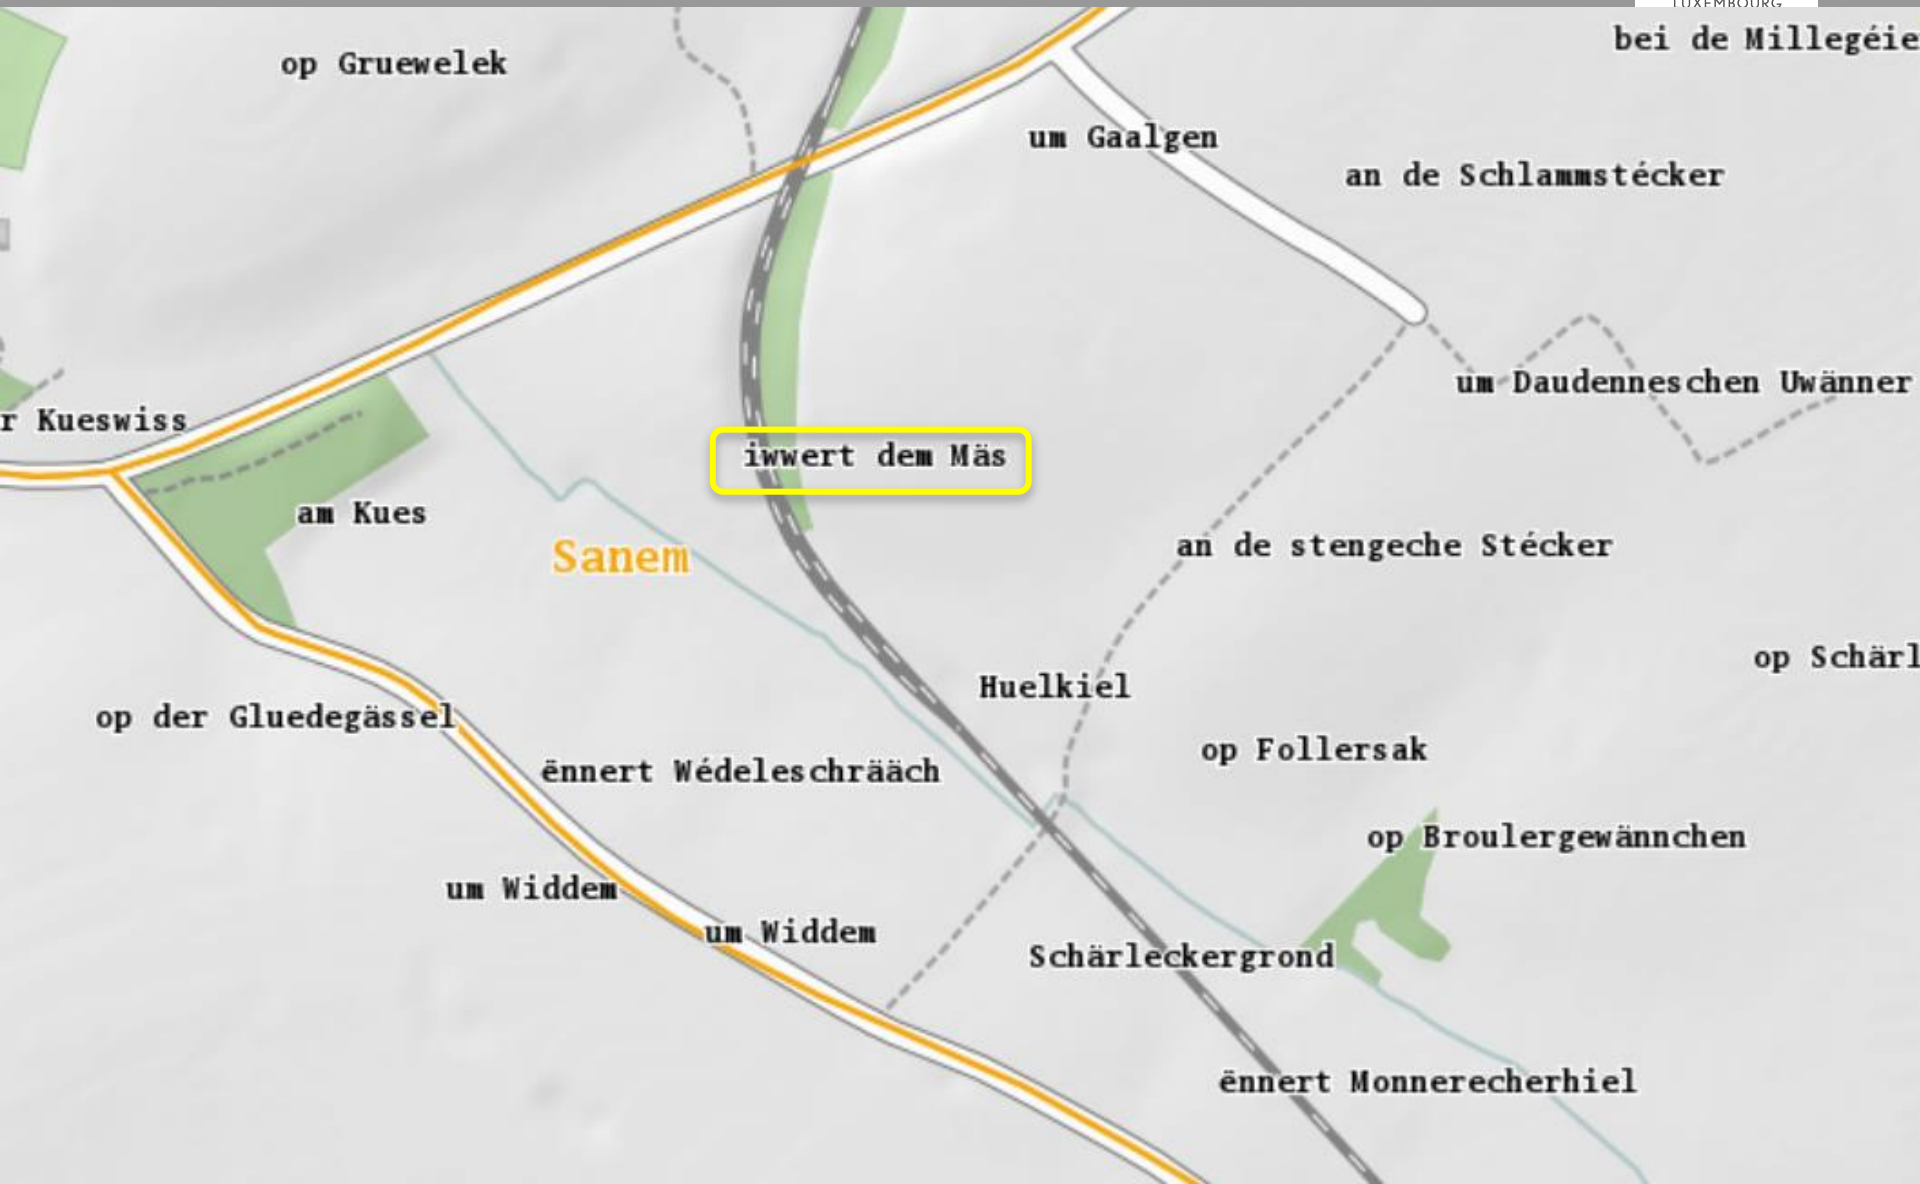 LUXEMBOURG
bei de Millegéie
op Gruewelek
um Gaalgen
an de Schlammstécker
um Daudenneschen Uwänner
r Kueswiss
iwwert dem Mäs
am Kues
an de stengeche Stécker
Sanem
op Schärl
Huelkiel
op der Gluedegässel
op Follersak
ënnert Wédeleschrääch
op Broulergewännchen
um Widdem
um Widdem
Schärleckergrond
ënnert Monnerecherhiel